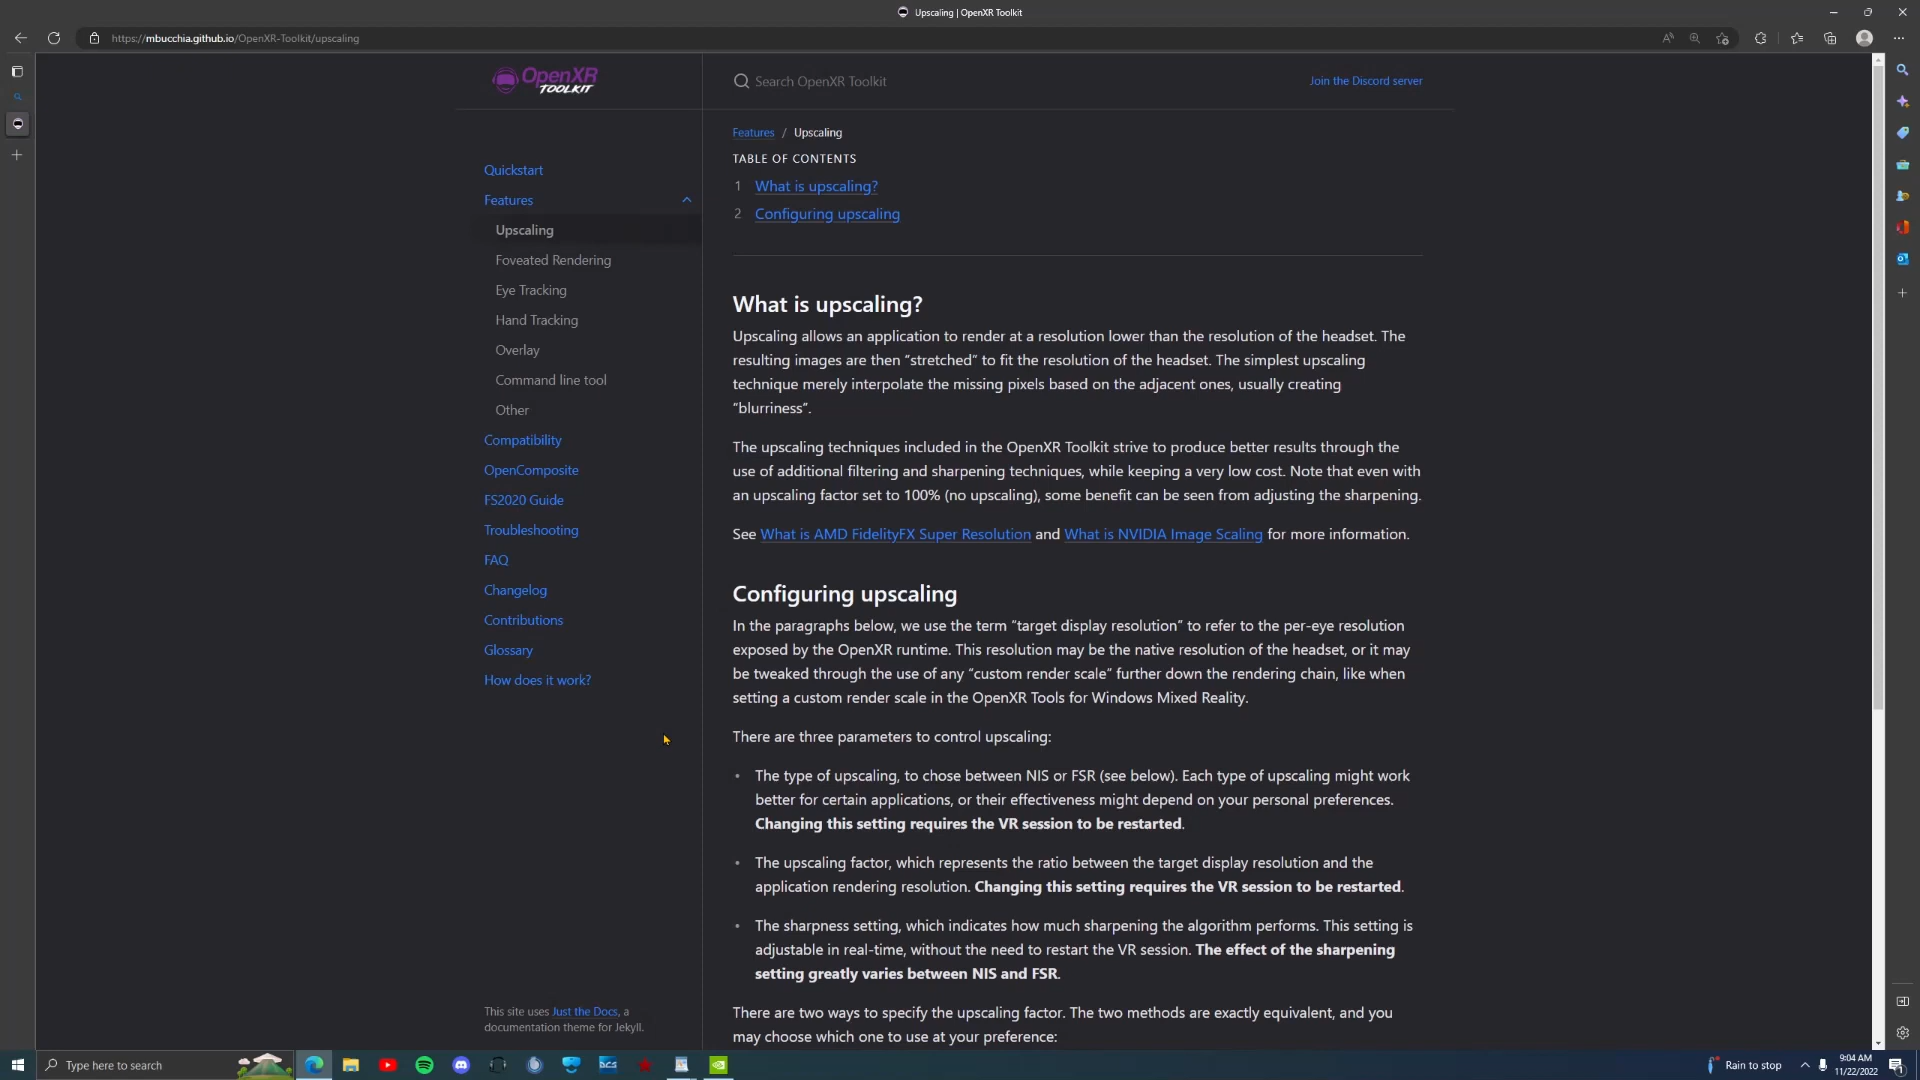 Upscaling | OpenXR Toolkit
https://mbucchia.github.io/OpenXR-Toolkit/upscaling
OpenXR
TOOLKIT
Search OpenXR Toolkit
Join the Discord server
Quickstart
Features
Upscaling
Foveated Rendering
Eye Tracking
Hand Tracking
Overlay
Command line tool
Other
Compatibility
OpenComposite
FS2020 Guide
Troubleshooting
FAQ
Changelog
Contributions
Glossary
How does it work?
This site uses Just the Docs, a
documentation theme for Jekyll.
Features / Upscaling
TABLE OF CONTENTS
1 What is upscaling?
2 Configuring upscaling
What is upscaling?
Upscaling allows an application to render at a resolution lower than the resolution of the headset. The
resulting images are then “stretched” to fit the resolution of the headset. The simplest upscaling
technique merely interpolate the missing pixels based on the adjacent ones, usually creating
“blurriness”.
The upscaling techniques included in the OpenXR Toolkit strive to produce better results through the
use of additional filtering and sharpening techniques, while keeping a very low cost. Note that even with
an upscaling factor set to 100% (no upscaling), some benefit can be seen from adjusting the sharpening.
See What is AMD FidelityFX Super Resolution and What is NVIDIA Image Scaling for more information.
Configuring upscaling
In the paragraphs below, we use the term “target display resolution” to refer to the per-eye resolution
exposed by the OpenXR runtime. This resolution may be the native resolution of the headset, or it may
be tweaked through the use of any “custom render scale” further down the rendering chain, like when
setting a custom render scale in the OpenXR Tools for Windows Mixed Reality.
There are three parameters to control upscaling:
• The type of upscaling, to chose between NIS or FSR (see below). Each type of upscaling might work
better for certain applications, or their effectiveness might depend on your personal preferences.
Changing this setting requires the VR session to be restarted.
• The upscaling factor, which represents the ratio between the target display resolution and the
application rendering resolution. Changing this setting requires the VR session to be restarted.
• The sharpness setting, which indicates how much sharpening the algorithm performs. This setting is
adjustable in real-time, without the need to restart the VR session. The effect of the sharpening
setting greatly varies between NIS and FSR.
There are two ways to specify the upscaling factor. The two methods are exactly equivalent, and you
may choose which one to use at your preference:
Type here to search
DCS
Rain to stop
9:04 AM
11/22/2022